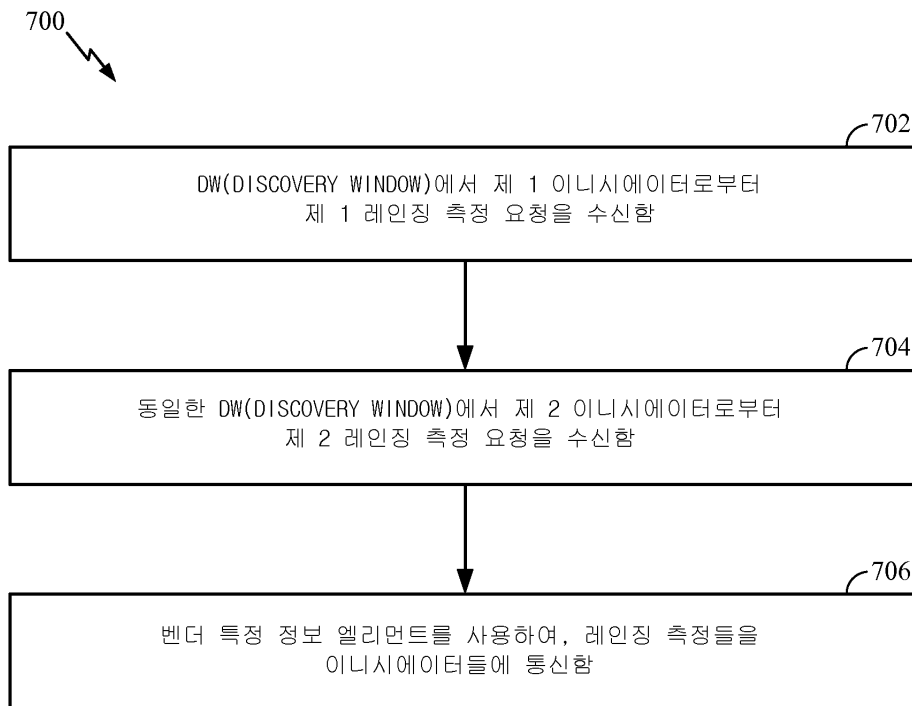 700
702
DW(DISCOVERY WINDOW)에서 제 1 이니시에이터로부터
제 1 레인징 측정 요청을 수신함
704
동일한 DW(DISCOVERY WINDOW)에서 제 2 이니시에이터로부터
제 2 레인징 측정 요청을 수신함
706
벤더 특정 정보 엘리먼트를 사용하여, 레인징 측정들을
이니시에이터들에 통신함